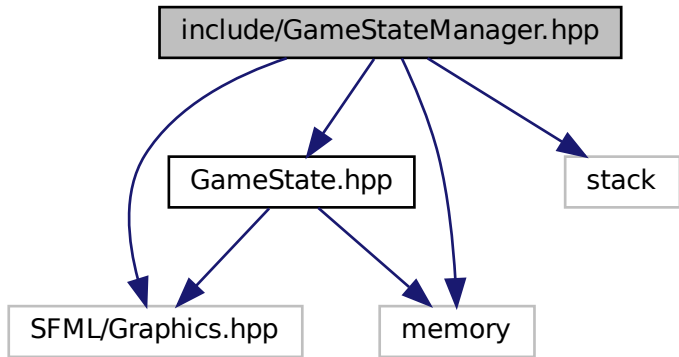 include/GameStateManager.hpp
GameState.hpp
stack
SFML/Graphics.hpp
memory